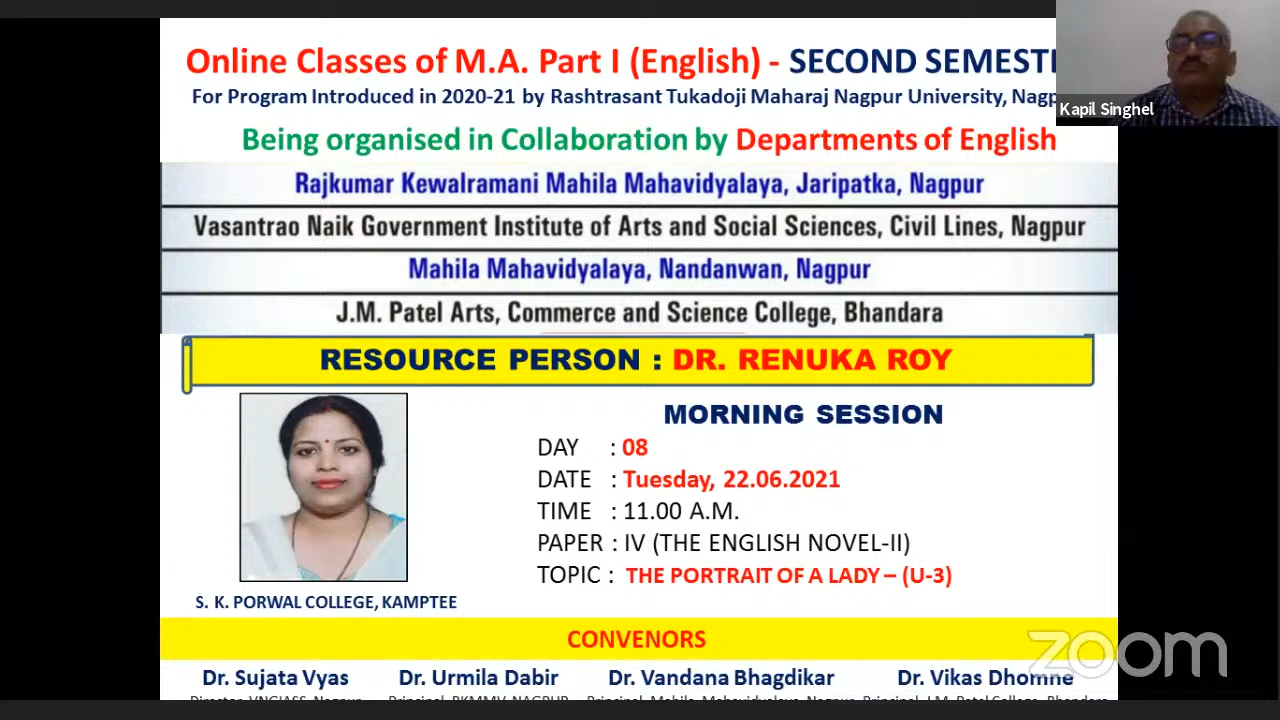 Online Classes of M.A. Part I (English) - SECOND SEMEST
For Program Introduced in 2020-21 by Rashtrasant Tukadoji Maharaj Nagpur University, Nagp
Kapil Singhel
Being organised in Collaboration by Departments of English
Rajkumar Kewalramani Mahila Mahavidyalaya, Jaripatka, Nagpur
Vasantrao Naik Government Institute of Arts and Social Sciences, Civil Lines, Nagpur
Mahila Mahavidyalaya, Nandanwan, Nagpur
J.M. Patel Arts, Commerce and Science College, Bhandara
RESOURCE PERSON : DR. RENUKA ROY
MORNING SESSION
DAY : 08
DATE : Tuesday, 22.06.2021
TIME : 11.00 A.M.
PAPER : IV (THE ENGLISH NOVEL-II)
TOPIC : THE PORTRAIT OF A LADY – (U-3)
S. K. PORWAL COLLEGE, KAMPTEE
CONVENORS
zoom
Dr. Sujata Vyas Dr. Urmila Dabir Dr. Vandana Bhagdikar Dr. Vikas Dhomne